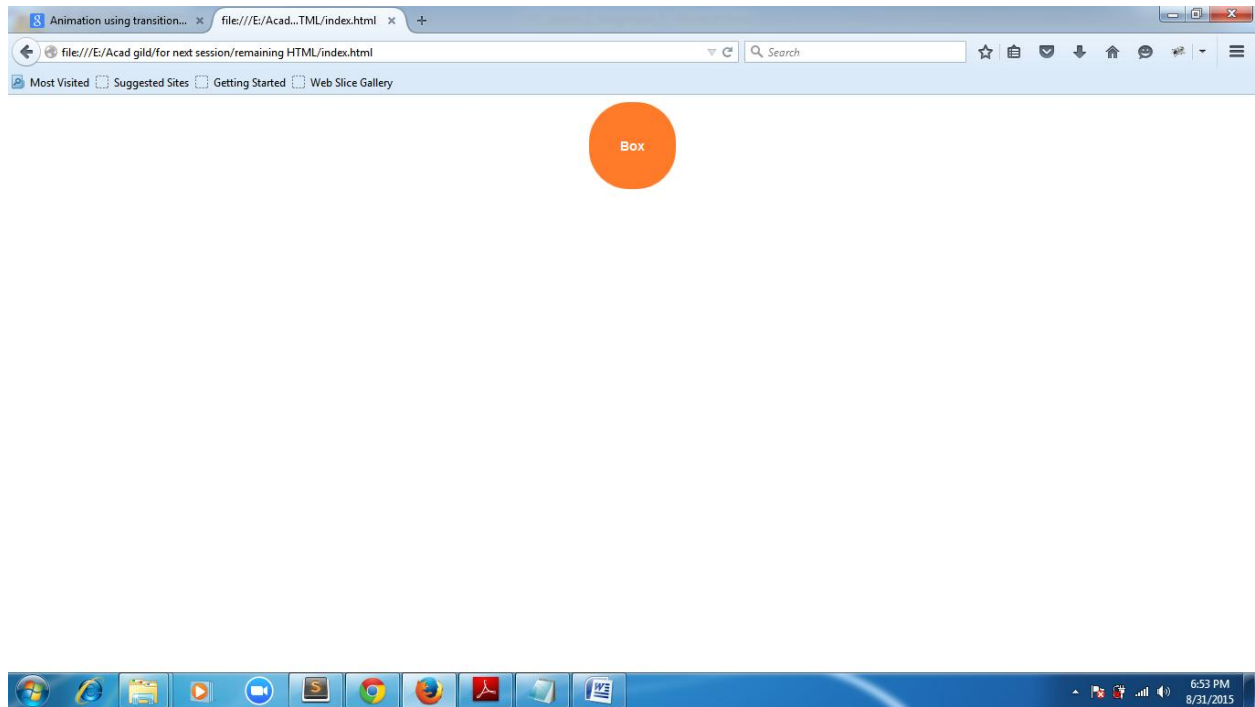 Animation using transition... × file:///E:/Acad...TML/index.html × +
file:///E:/Acad gild/for next session/remaining HTML/index.html Search
Most Visited Suggested Sites Getting Started Web Slice Gallery
Box
6:53 PM
8/31/2015